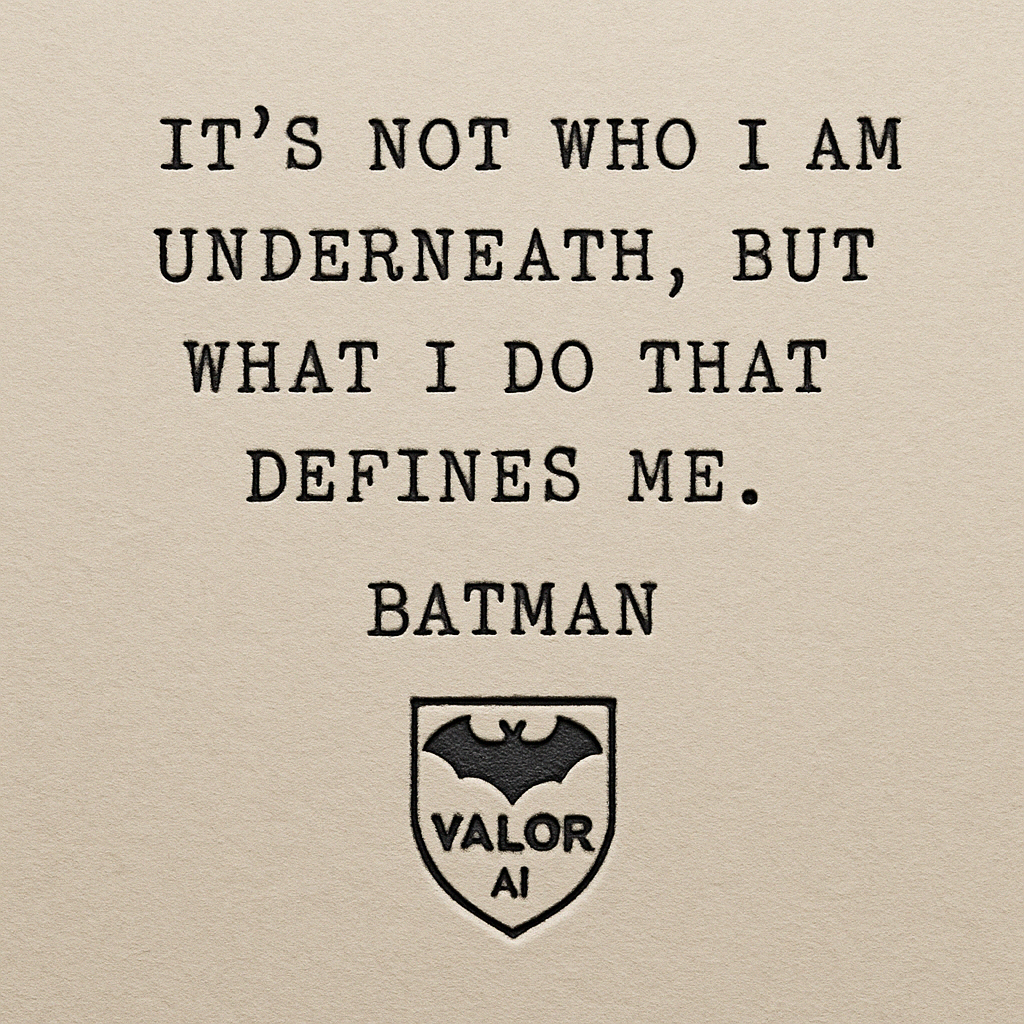 IT’S NOT WHO I AM
UNDERNEATH, BUT
WHAT I DO THAT
DEFINES ME.
BATMAN
VALOR
AI